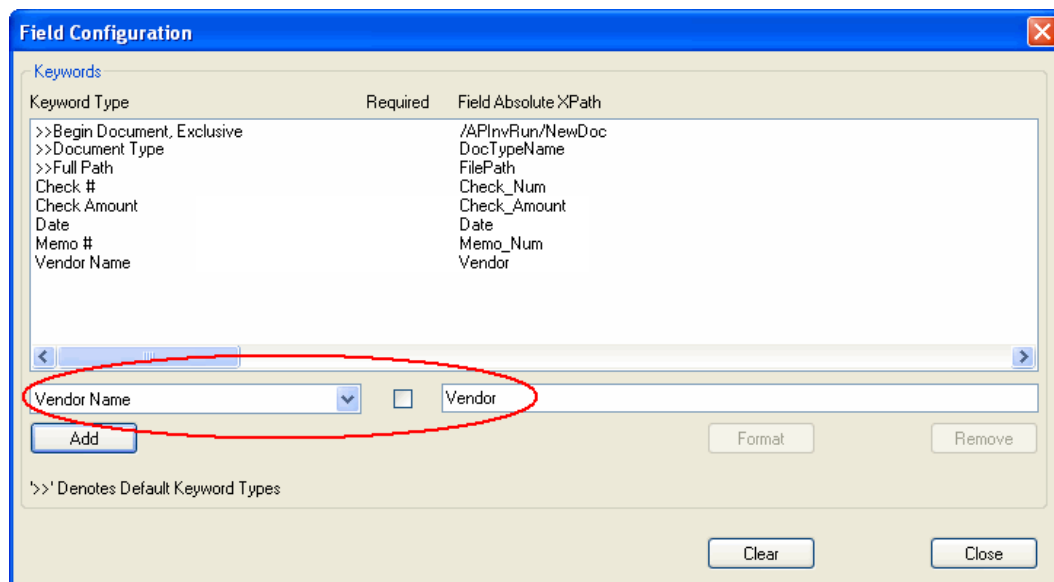 Field Configuration
Keywords
Keyword Type Required Field Absolute XPath
>>Begin Document, Exclusive /APInvRun/NewDoc
>>Document Type DocTypeName
>>Full Path FilePath
Check # Check_Num
Check Amount Check_Amount
Date Date
Memo # Memo_Num
Vendor Name Vendor
Vendor Name Vendor
Add Format Remove
'>>' Denotes Default Keyword Types
Clear Close